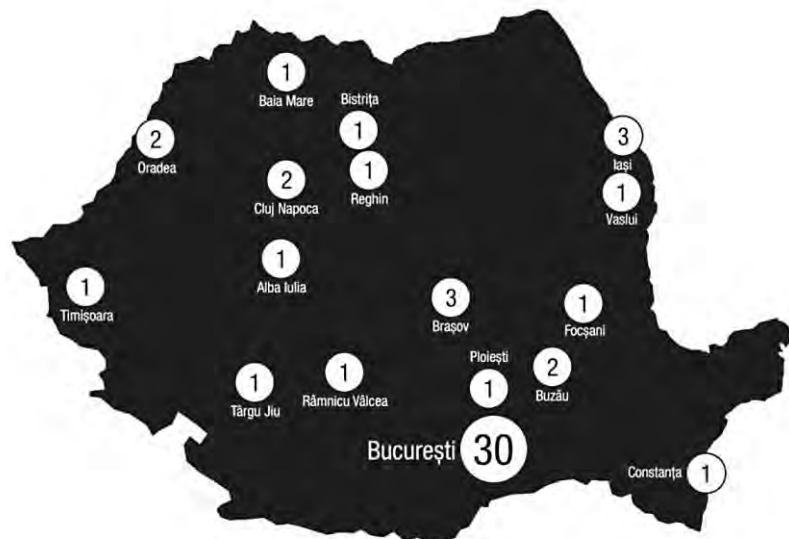 1
Baia Mare
Bistrița
1
2
Oradea
3
Iași
1
Reghin
2
Cluj Napoca
1
Vaslui
1
Alba Iulia
1
Timișoara
3
Brașov
1
Focșani
Ploiești
1
2
Buzău
1
Târgu Jiu
1
Râmnicu Vâlcea
București 30
Constanța 1